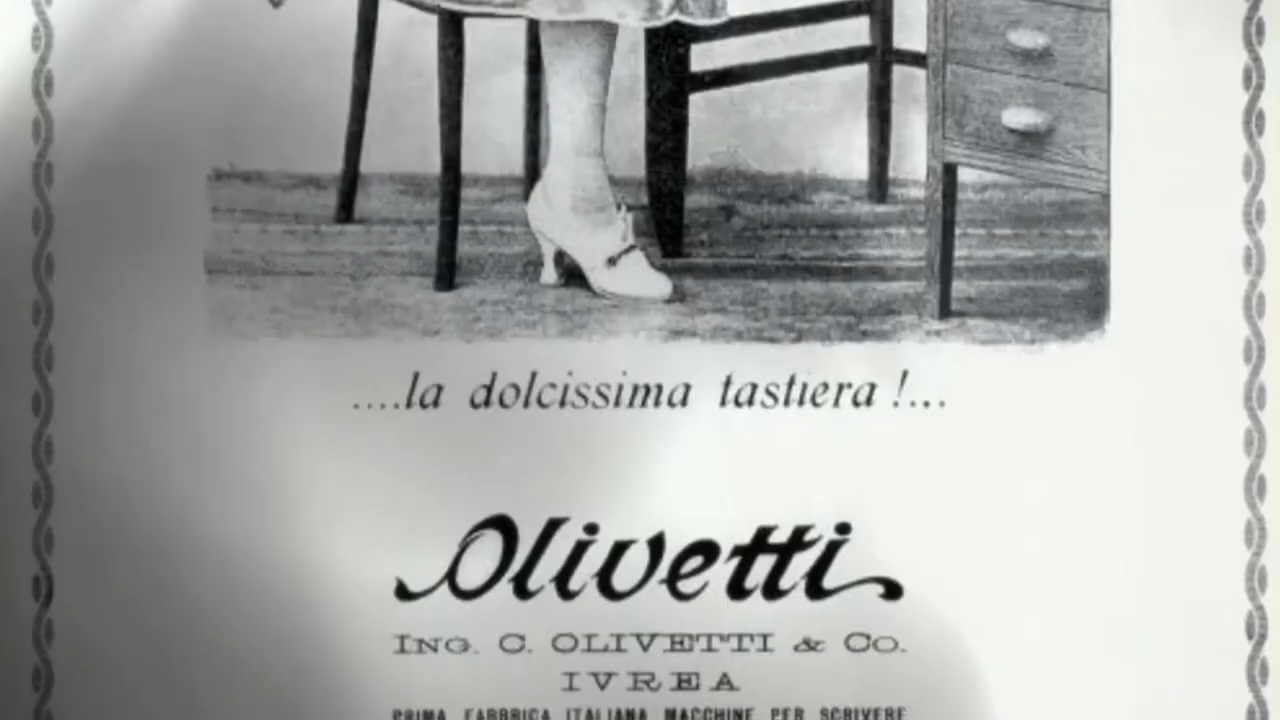 ....la dolcissima tastiera !...
Olivetti
ING. C. OLIVETTI & CO.
IVREA
PRIMA FABBRICA ITALIANA MACCHINE PER SCRIVERE